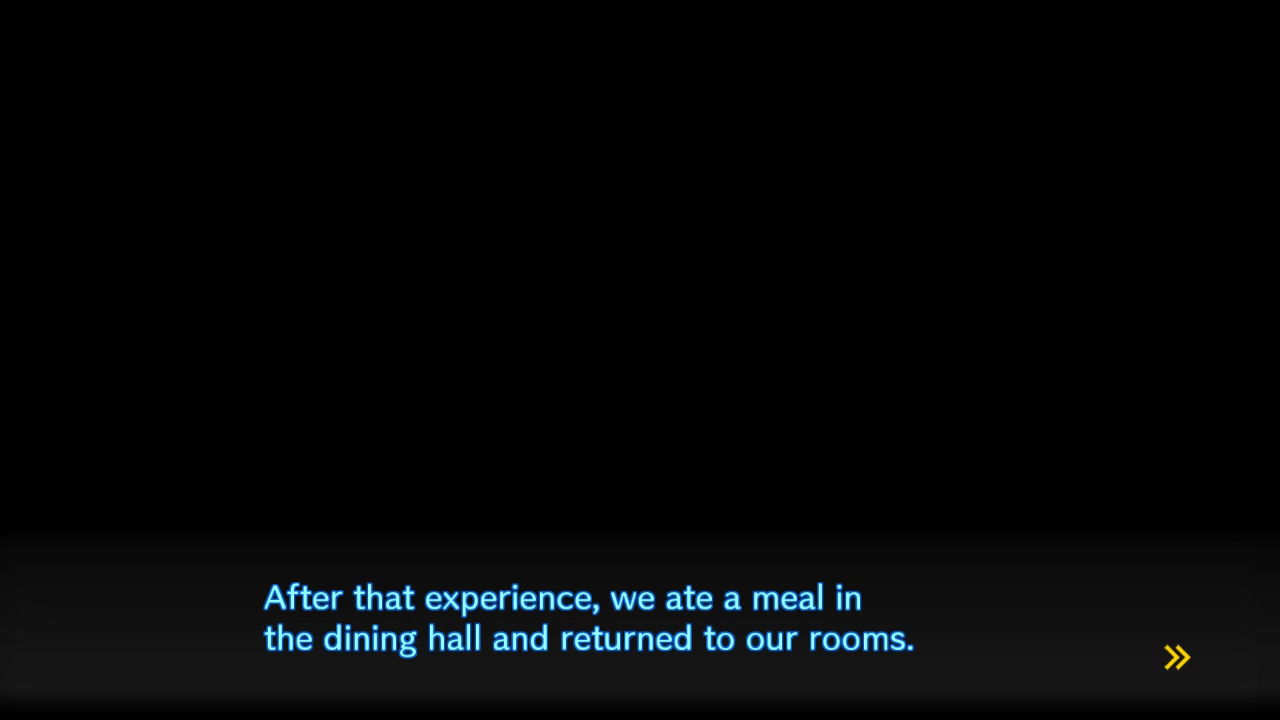 After that experience, we ate a meal in
the dining hall and returned to our rooms.